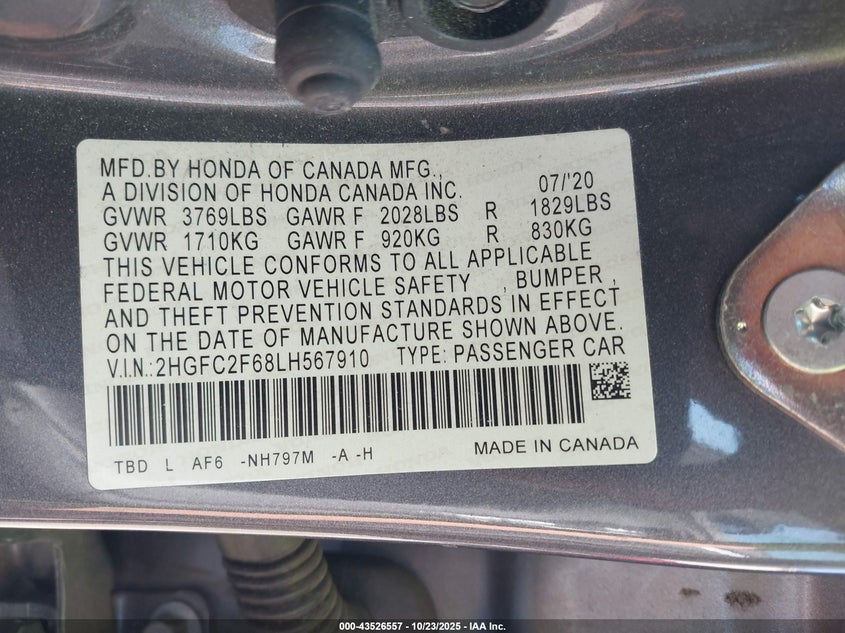 MFD.BY HONDA OF CANADA MFG.,
A DIVISION OF HONDA CANADA INC. 07/'20
GVWR 3769LBS GAWR F 2028LBS R 1829LBS
GVWR 1710KG GAWR F 920KG R 830KG
THIS VEHICLE CONFORMS TO ALL APPLICABLE
FEDERAL MOTOR VEHICLE SAFETY , BUMPER ,
AND THEFT PREVENTION STANDARDS IN EFFECT
ON THE DATE OF MANUFACTURE SHOWN ABOVE.
V.I.N.:2HGFC2F68LH567910 TYPE: PASSENGER CAR
TBD L AF6 -NH797M -A -H MADE IN CANADA
000-43526557 - 10/23/2025 - IAA Inc.